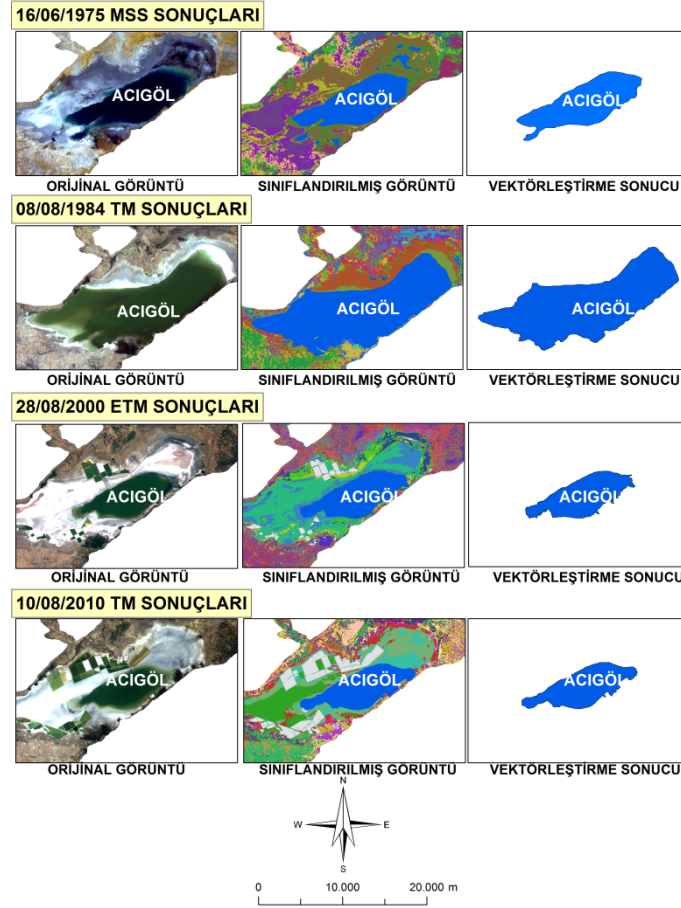 16/06/1975 MSS SONUÇLARI
ACIGÖL
ACIGÖL
ACIGÖL
ORİJİNAL GÖRÜNTÜ
SINIFLANDIRILMIŞ GÖRÜNTÜ
VEKTÖRLEŞTİRME SONUCU
08/08/1984 TM SONUÇLARI
ACIGÖL
ACIGÖL
ACIGÖL
ORİJİNAL GÖRÜNTÜ
SINIFLANDIRILMIŞ GÖRÜNTÜ
VEKTÖRLEŞTİRME SONUCU
28/08/2000 ETM SONUÇLARI
ACIGÖL
ACIGÖL
ACIGÖL
ORİJİNAL GÖRÜNTÜ
SINIFLANDIRILMIŞ GÖRÜNTÜ
VEKTÖRLEŞTİRME SONUCU
10/08/2010 TM SONUÇLARI
ACIGÖL
ACIGÖL
ACIGÖL
ORİJİNAL GÖRÜNTÜ
SINIFLANDIRILMIŞ GÖRÜNTÜ
VEKTÖRLEŞTİRME SONUCU
N
W E
S
0 10.000 20.000 m